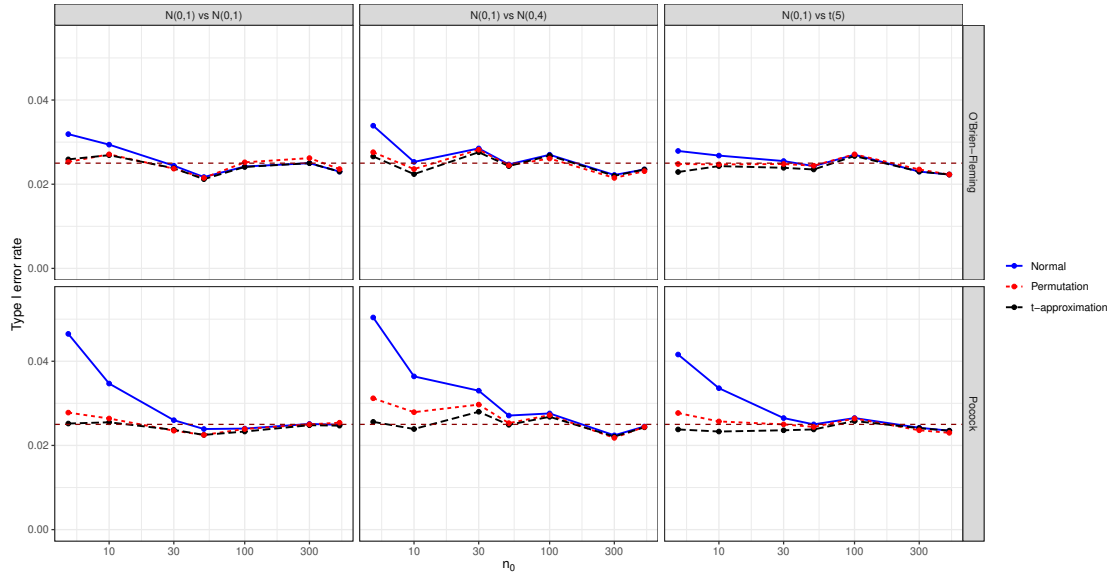 N(0,1) vs N(0,1)
N(0,1) vs N(0,4)
N(0,1) vs t(5)
0.04
0.02
0.00
O'Brien−Fleming
0.04
0.02
0.00
Pocock
Type I error rate
10
30
100
300
10
30
100
300
10
30
100
300
n0
Normal
Permutation
t−approximation